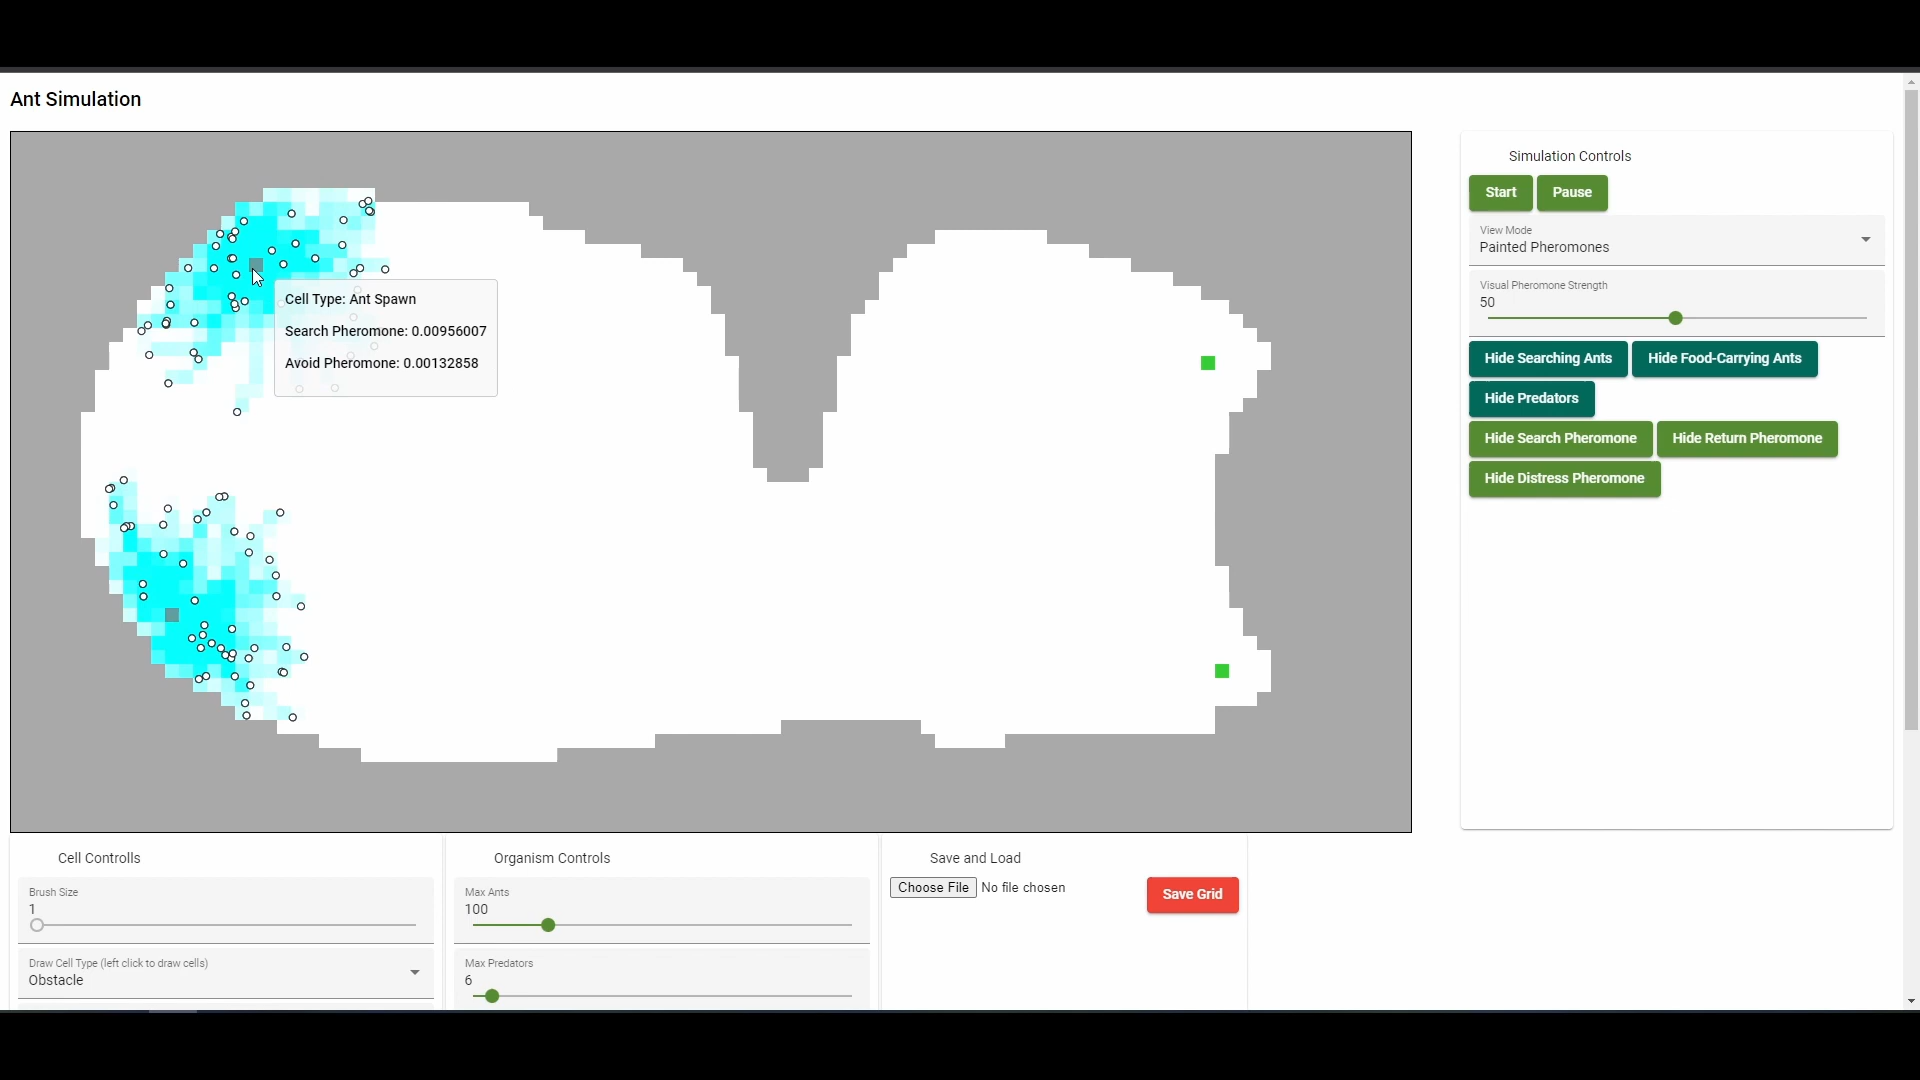 Ant Simulation
Cell Type: Ant Spawn
Search Pheromone: 0.00956007
Avoid Pheromone: 0.00132858
Simulation Controls
Start Pause
View Mode
Painted Pheromones
Visual Pheromone Strength
50
Hide Searching Ants Hide Food-Carrying Ants
Hide Predators
Hide Search Pheromone Hide Return Pheromone
Hide Distress Pheromone
Cell Controlls
Brush Size
1
Draw Cell Type (left click to draw cells)
Obstacle
Organism Controls
Max Ants
100
Max Predators
6
Save and Load
Choose File No file chosen
Save Grid